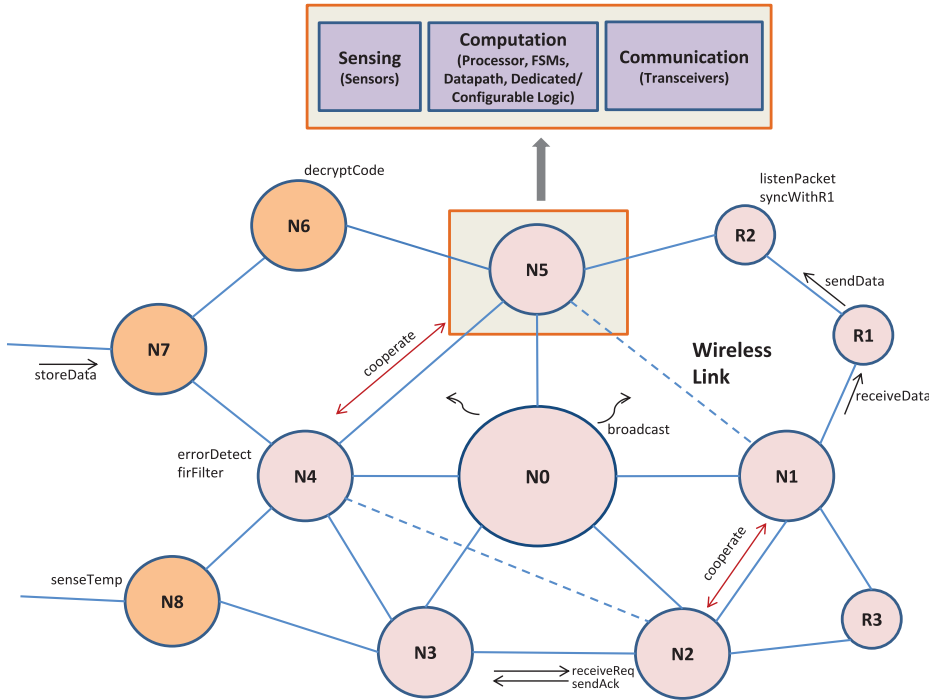 Sensing
(Sensors)
Computation
(Processor, FSMs,
Datapath, Dedicated/
Configurable Logic)
Communication
(Transceivers)
decryptCode
listenPacket
syncWithR1
N6
R2
N5
sendData
N7
R1
storeData
cooperate
Wireless
Link
receiveData
broadcast
errorDetect
firFilter
N4
N0
N1
cooperate
senseTemp
N8
R3
N3
N2
receiveReq
sendAck